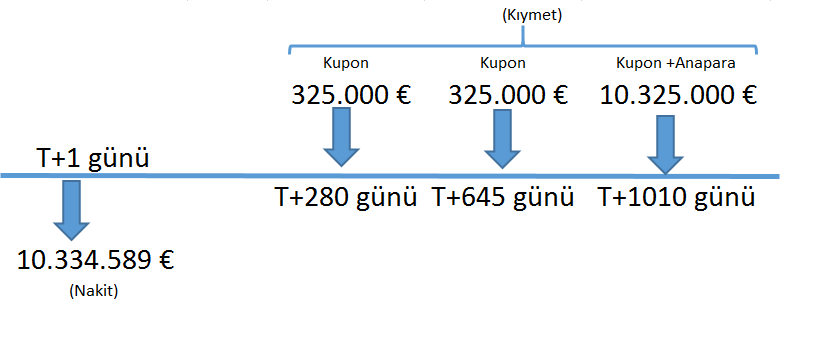 (Kıymet)
Kupon Kupon Kupon +Anapara
325.000 € 325.000 € 10.325.000 €
T+1 günü
T+280 günü T+645 günü T+1010 günü
10.334.589 €
(Nakit)